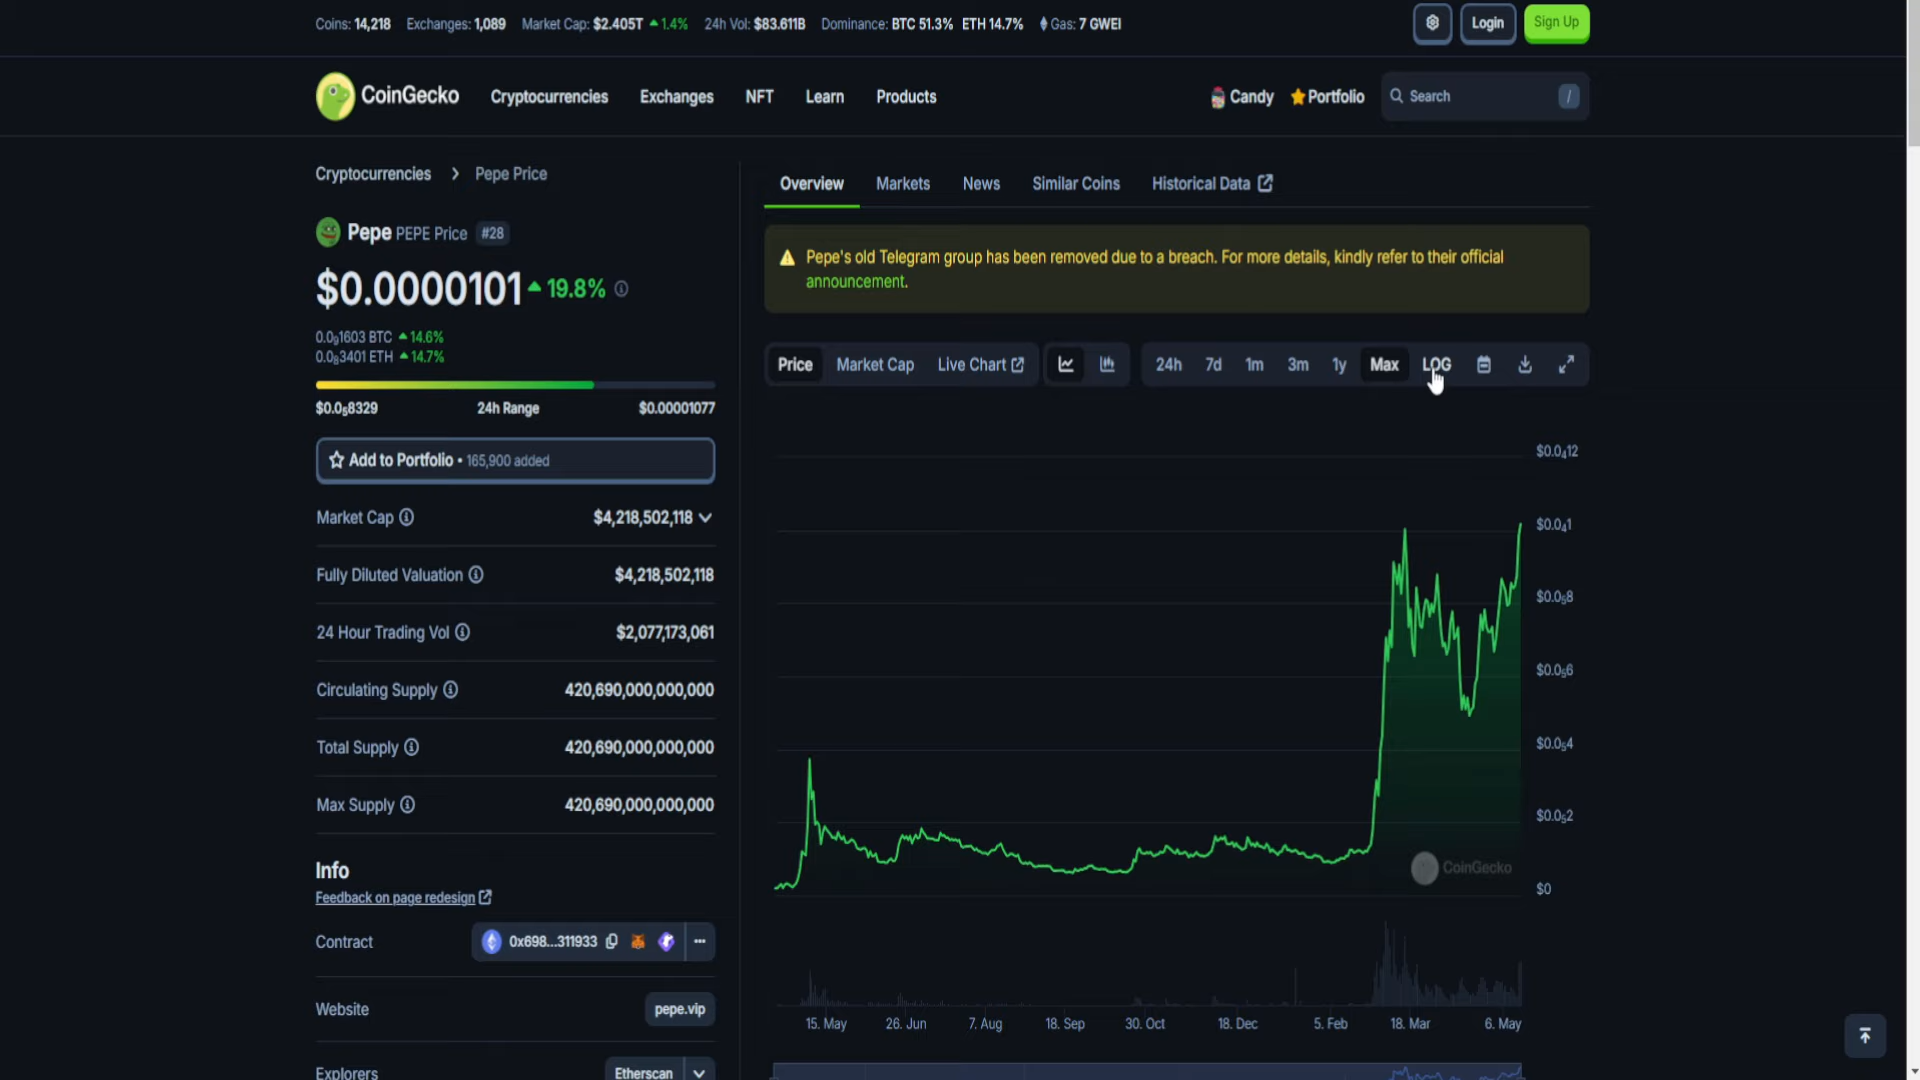 Coins: 14,218 Exchanges: 1,089 Market Cap: $2.405T 1.4% 24h Vol: $83.611B Dominance: BTC 51.3% ETH 14.7% Gas: 7 GWEI
Login
Sign Up
CoinGecko
Cryptocurrencies Exchanges NFT Learn Products
Candy Portfolio Search /
Cryptocurrencies > Pepe Price
Pepe PEPE Price #28
$0.0000101 19.8%
0.0₉1603 BTC 14.6%
0.0₈3401 ETH 14.7%
$0.0₅8329 24h Range $0.00001077
Add to Portfolio • 165,900 added
Market Cap $4,218,502,118
Fully Diluted Valuation $4,218,502,118
24 Hour Trading Vol $2,077,173,061
Circulating Supply 420,690,000,000,000
Total Supply 420,690,000,000,000
Max Supply 420,690,000,000,000
Info
Feedback on page redesign
Contract 0x698...311933
Website pepe.vip
Explorers Etherscan
Overview Markets News Similar Coins Historical Data
Pepe's old Telegram group has been removed due to a breach. For more details, kindly refer to their official
announcement.
Price Market Cap Live Chart 24h 7d 1m 3m 1y Max LOG
$0.0₄12
$0.0₄1
$0.0₅8
$0.0₅6
$0.0₅4
$0.0₅2
CoinGecko
$0
15. May 26. Jun 7. Aug 18. Sep 30. Oct 18. Dec 5. Feb 18. Mar 6. May